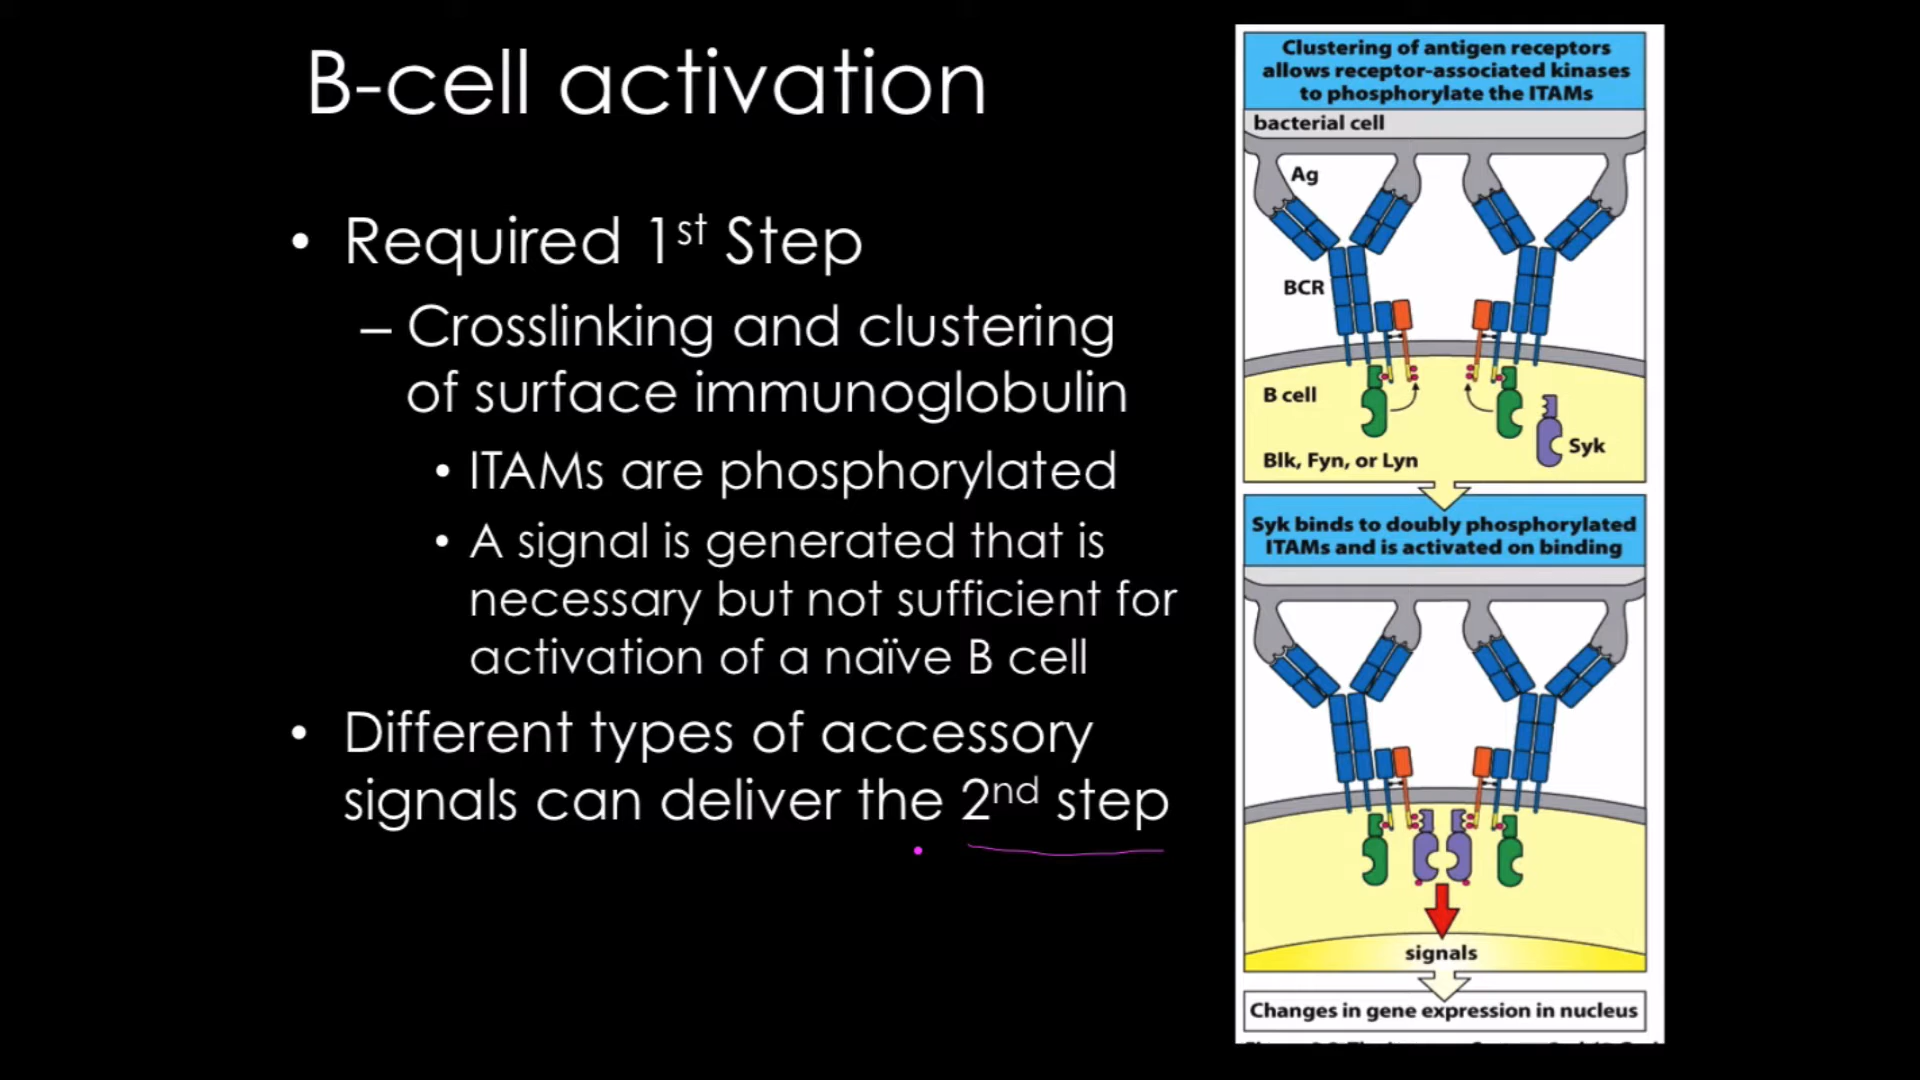 B-cell activation
• Required 1st Step
– Crosslinking and clustering
of surface immunoglobulin
• ITAMs are phosphorylated
• A signal is generated that is
necessary but not sufficient for
activation of a naïve B cell
• Different types of accessory
signals can deliver the 2nd step
Clustering of antigen receptors
allows receptor-associated kinases
to phosphorylate the ITAMs
bacterial cell
Ag
BCR
B cell
Syk
Blk, Fyn, or Lyn
Syk binds to doubly phosphorylated
ITAMs and is activated on binding
signals
Changes in gene expression in nucleus